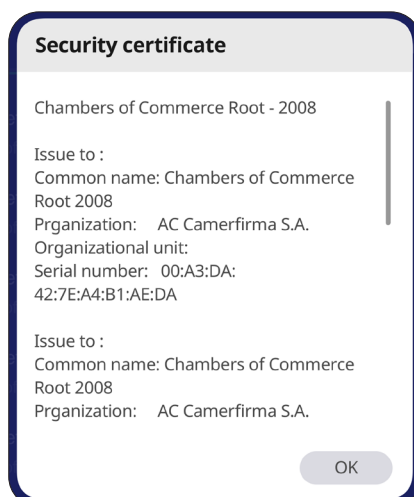 Security certificate
Chambers of Commerce Root - 2008
Issue to :
Common name: Chambers of Commerce
Root 2008
Prganization: AC Camerfirma S.A.
Organizational unit:
Serial number: 00:A3:DA:
42:7E:A4:B1:AE:DA
Issue to :
Common name: Chambers of Commerce
Root 2008
Prganization: AC Camerfirma S.A.
OK